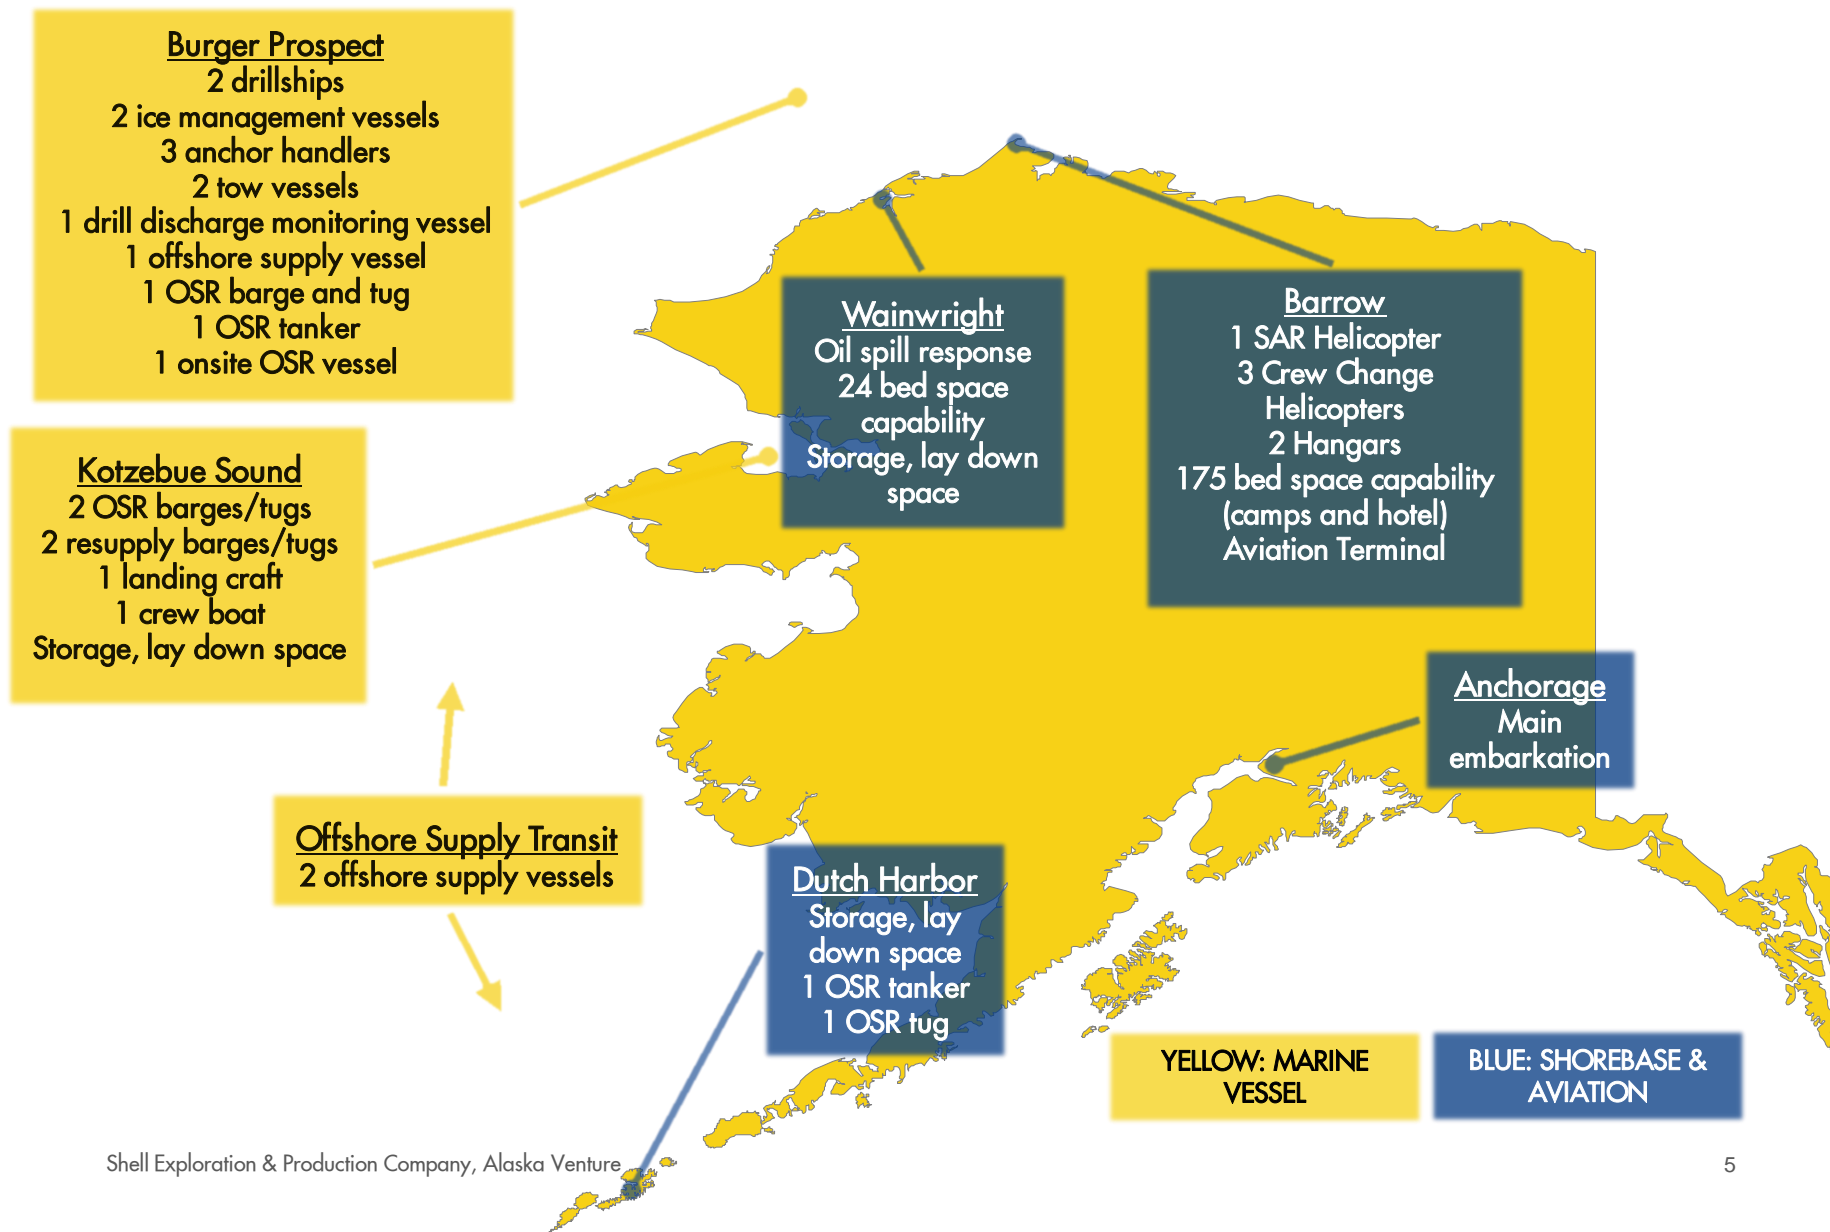 Burger Prospect
2 drillships
2 ice management vessels
3 anchor handlers
2 tow vessels
1 drill discharge monitoring vessel
1 offshore supply vessel
1 OSR barge and tug
1 OSR tanker
1 onsite OSR vessel
Kotzebue Sound
2 OSR barges/tugs
2 resupply barges/tugs
1 landing craft
1 crew boat
Storage, lay down space
Wainwright
Oil spill response
24 bed space
capability
Storage, lay down
space
Barrow
1 SAR Helicopter
3 Crew Change
Helicopters
2 Hangars
175 bed space capability
(camps and hotel)
Aviation Terminal
Anchorage
Main
embarkation
Offshore Supply Transit
2 offshore supply vessels
Dutch Harbor
Storage, lay
down space
1 OSR tanker
1 OSR tug
YELLOW: MARINE
VESSEL
BLUE: SHOREBASE &
AVIATION
Shell Exploration & Production Company, Alaska Venture
5